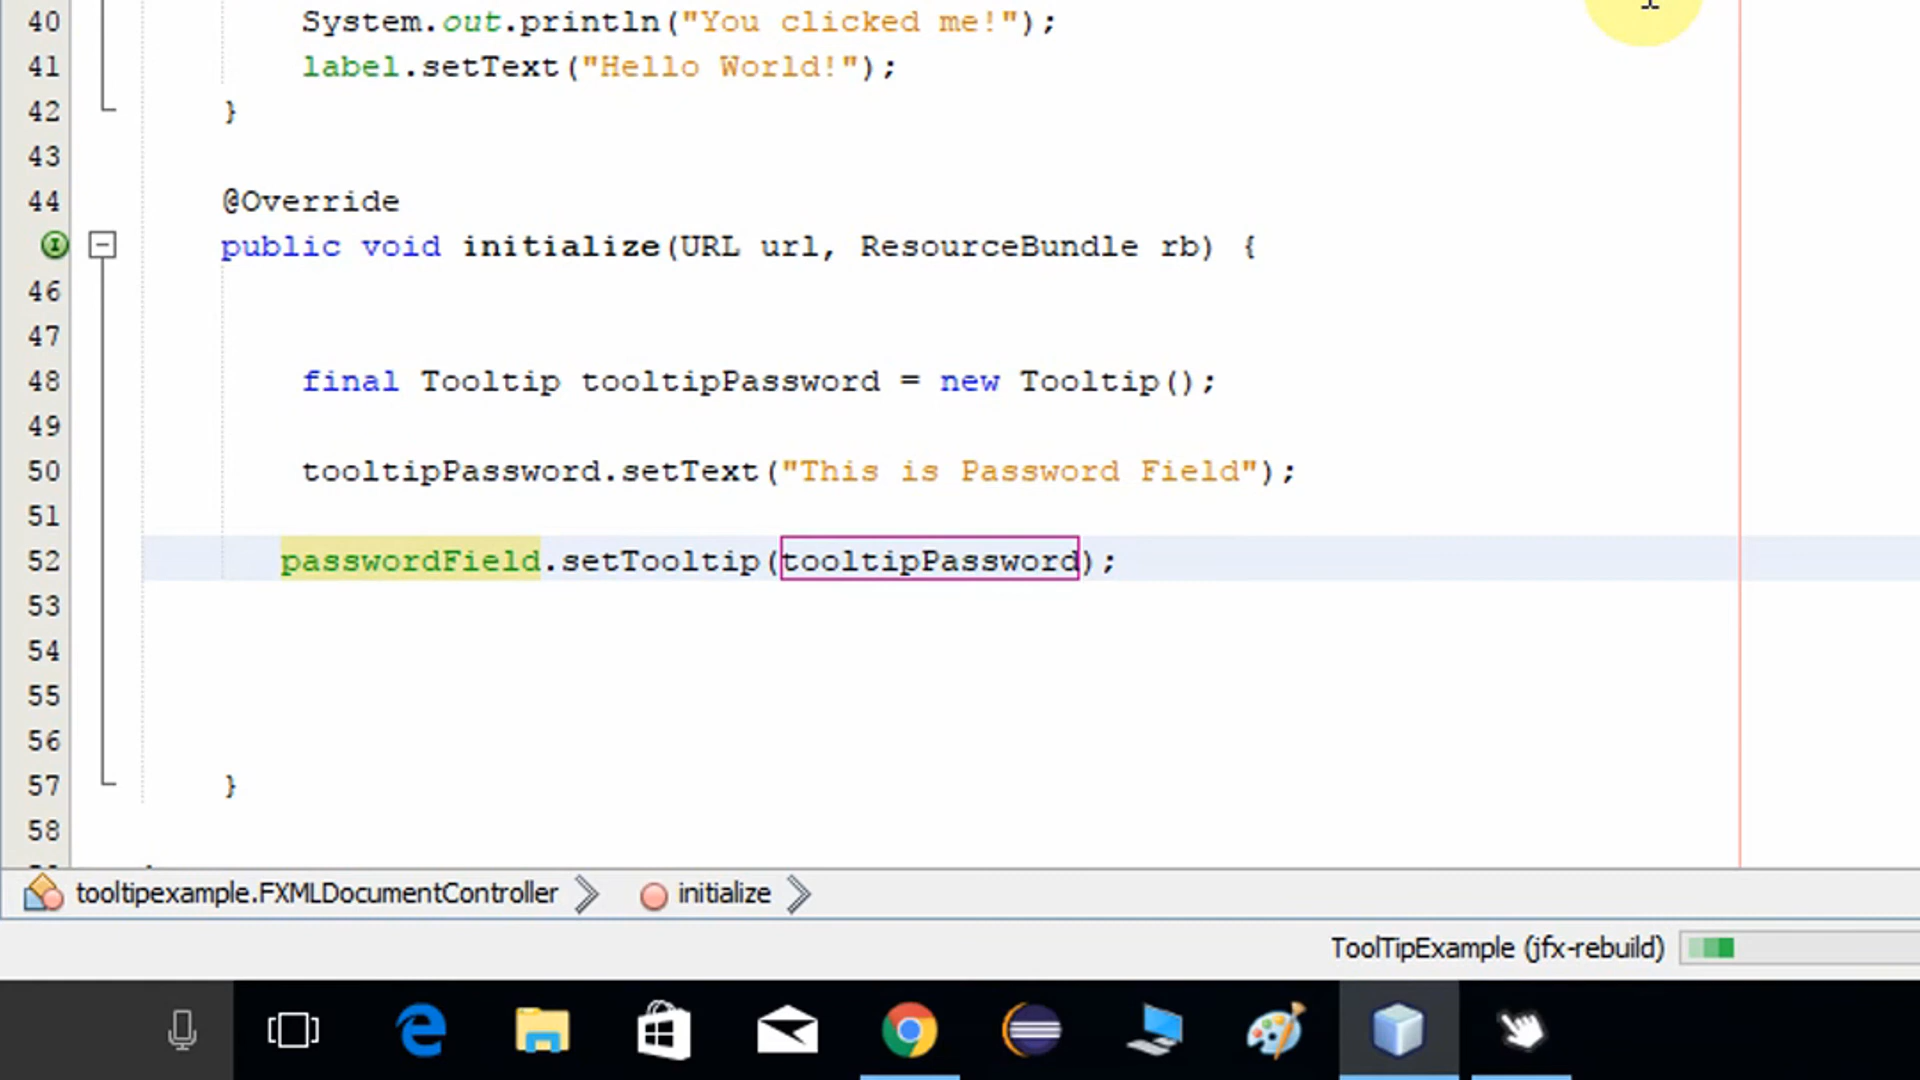 40 System.out.println("You clicked me!");
41 label.setText("Hello World!");
42 }
43
44 @Override
public void initialize(URL url, ResourceBundle rb) {
46
47
48 final Tooltip tooltipPassword = new Tooltip();
49
50 tooltipPassword.setText("This is Password Field");
51
52 passwordField.setTooltip(tooltipPassword);
53
54
55
56
57 }
58
tooltipexample.FXMLDocumentController initialize
ToolTipExample (jfx-rebuild)